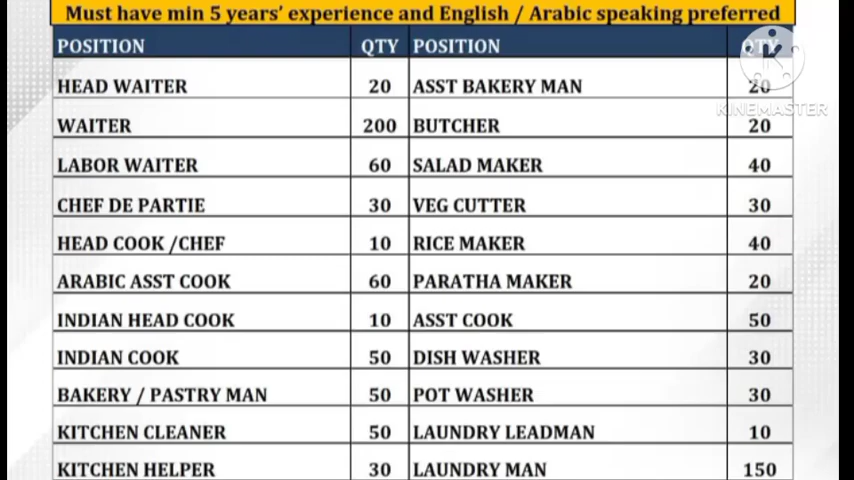 Must have min 5 years' experience and English / Arabic speaking preferred
POSITION QTY POSITION QTY
HEAD WAITER 20 ASST BAKERY MAN 20
WAITER 200 BUTCHER 20
LABOR WAITER 60 SALAD MAKER 40
CHEF DE PARTIE 30 VEG CUTTER 30
HEAD COOK /CHEF 10 RICE MAKER 40
ARABIC ASST COOK 60 PARATHA MAKER 20
INDIAN HEAD COOK 10 ASST COOK 50
INDIAN COOK 50 DISH WASHER 30
BAKERY / PASTRY MAN 50 POT WASHER 30
KITCHEN CLEANER 50 LAUNDRY LEADMAN 10
KITCHEN HELPER 30 LAUNDRY MAN 150
KINEMASTER